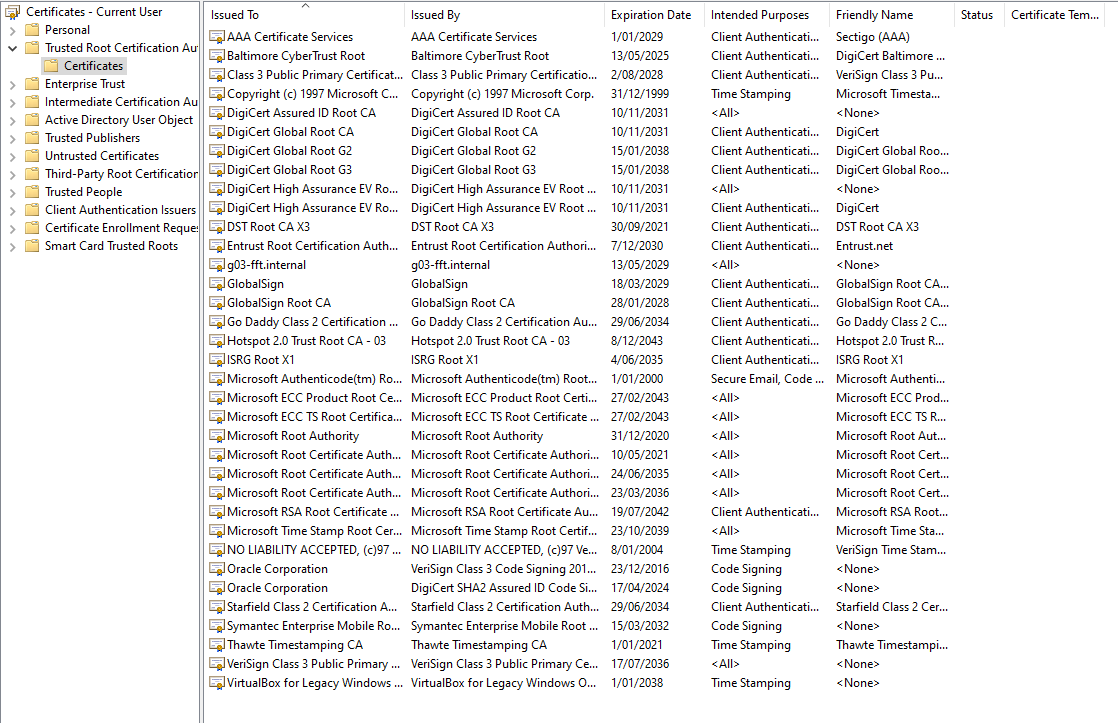 Certificates - Current User
Personal
Trusted Root Certification Au
Certificates
Enterprise Trust
Intermediate Certification Au
Active Directory User Object
Trusted Publishers
Untrusted Certificates
Third-Party Root Certification
Trusted People
Client Authentication Issuers
Certificate Enrollment Reques
Smart Card Trusted Roots
Issued To Issued By Expiration Date Intended Purposes Friendly Name Status Certificate Tem...
AAA Certificate Services AAA Certificate Services 1/01/2029 Client Authenticati... Sectigo (AAA)
Baltimore CyberTrust Root Baltimore CyberTrust Root 13/05/2025 Client Authenticati... DigiCert Baltimore ...
Class 3 Public Primary Certificat... Class 3 Public Primary Certificatio... 2/08/2028 Client Authenticati... VeriSign Class 3 Pu...
Copyright (c) 1997 Microsoft C... Copyright (c) 1997 Microsoft Corp. 31/12/1999 Time Stamping Microsoft Timesta...
DigiCert Assured ID Root CA DigiCert Assured ID Root CA 10/11/2031 <All> <None>
DigiCert Global Root CA DigiCert Global Root CA 10/11/2031 Client Authenticati... DigiCert
DigiCert Global Root G2 DigiCert Global Root G2 15/01/2038 Client Authenticati... DigiCert Global Roo...
DigiCert Global Root G3 DigiCert Global Root G3 15/01/2038 Client Authenticati... DigiCert Global Roo...
DigiCert High Assurance EV Ro... DigiCert High Assurance EV Root ... 10/11/2031 <All> <None>
DigiCert High Assurance EV Ro... DigiCert High Assurance EV Root ... 10/11/2031 Client Authenticati... DigiCert
DST Root CA X3 DST Root CA X3 30/09/2021 Client Authenticati... DST Root CA X3
Entrust Root Certification Auth... Entrust Root Certification Authori... 7/12/2030 Client Authenticati... Entrust.net
g03-fft.internal g03-fft.internal 13/05/2029 <All> <None>
GlobalSign GlobalSign 18/03/2029 Client Authenticati... GlobalSign Root CA...
GlobalSign Root CA GlobalSign Root CA 28/01/2028 Client Authenticati... GlobalSign Root CA...
Go Daddy Class 2 Certification ... Go Daddy Class 2 Certification Au... 29/06/2034 Client Authenticati... Go Daddy Class 2 C...
Hotspot 2.0 Trust Root CA - 03 Hotspot 2.0 Trust Root CA - 03 8/12/2043 Client Authenticati... Hotspot 2.0 Trust R...
ISRG Root X1 ISRG Root X1 4/06/2035 Client Authenticati... ISRG Root X1
Microsoft Authenticode(tm) Ro... Microsoft Authenticode(tm) Root... 1/01/2000 Secure Email, Code ... Microsoft Authenti...
Microsoft ECC Product Root Ce... Microsoft ECC Product Root Certifi... 27/02/2043 <All> Microsoft ECC Prod...
Microsoft ECC TS Root Certifica... Microsoft ECC TS Root Certificate ... 27/02/2043 <All> Microsoft ECC TS R...
Microsoft Root Authority Microsoft Root Authority 31/12/2020 <All> Microsoft Root Aut...
Microsoft Root Certificate Auth... Microsoft Root Certificate Authori... 10/05/2021 <All> Microsoft Root Cert...
Microsoft Root Certificate Auth... Microsoft Root Certificate Authori... 24/06/2035 <All> Microsoft Root Cert...
Microsoft Root Certificate Auth... Microsoft Root Certificate Authori... 23/03/2036 <All> Microsoft Root Cert...
Microsoft RSA Root Certificate ... Microsoft RSA Root Certificate Aut... 19/07/2042 Client Authenticati... Microsoft RSA Root...
Microsoft Time Stamp Root Cer... Microsoft Time Stamp Root Certif... 23/10/2039 <All> Microsoft Time Sta...
NO LIABILITY ACCEPTED, (c)97 ... NO LIABILITY ACCEPTED, (c)97 Ve... 8/01/2004 Time Stamping VeriSign Time Stam...
Oracle Corporation VeriSign Class 3 Code Signing 201... 23/12/2016 Code Signing <None>
Oracle Corporation DigiCert SHA2 Assured ID Code Si... 17/04/2024 Code Signing <None>
Starfield Class 2 Certification A... Starfield Class 2 Certification Auth... 29/06/2034 Client Authenticati... Starfield Class 2 Cer...
Symantec Enterprise Mobile Ro... Symantec Enterprise Mobile Root ... 15/03/2032 Code Signing <None>
Thawte Timestamping CA Thawte Timestamping CA 1/01/2021 Time Stamping Thawte Timestampi...
VeriSign Class 3 Public Primary ... VeriSign Class 3 Public Primary Ce... 17/07/2036 <All> <None>
VirtualBox for Legacy Windows ... VirtualBox for Legacy Windows O... 1/01/2038 Time Stamping <None>